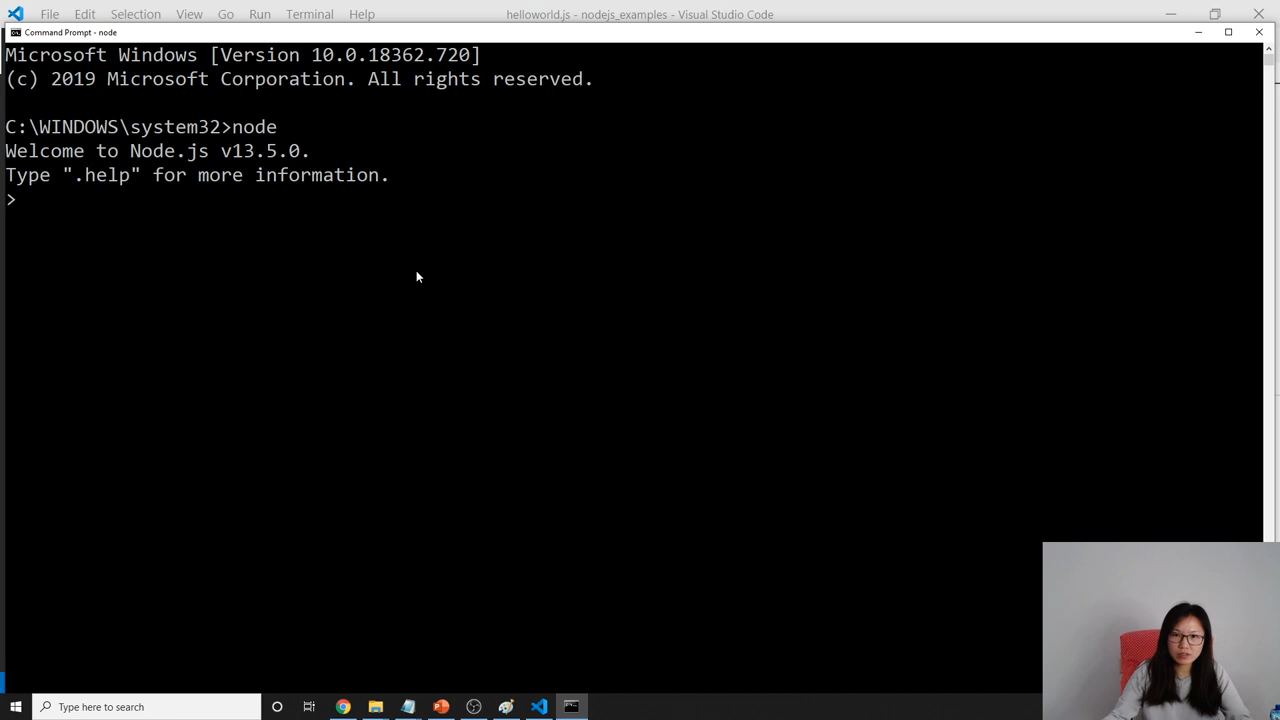 File Edit Selection View Go Run Terminal Help helloworld.js - nodejs_examples - Visual Studio Code
Command Prompt - node
Microsoft Windows [Version 10.0.18362.720]
(c) 2019 Microsoft Corporation. All rights reserved.
C:\WINDOWS\system32>node
Welcome to Node.js v13.5.0.
Type ".help" for more information.
>
Type here to search